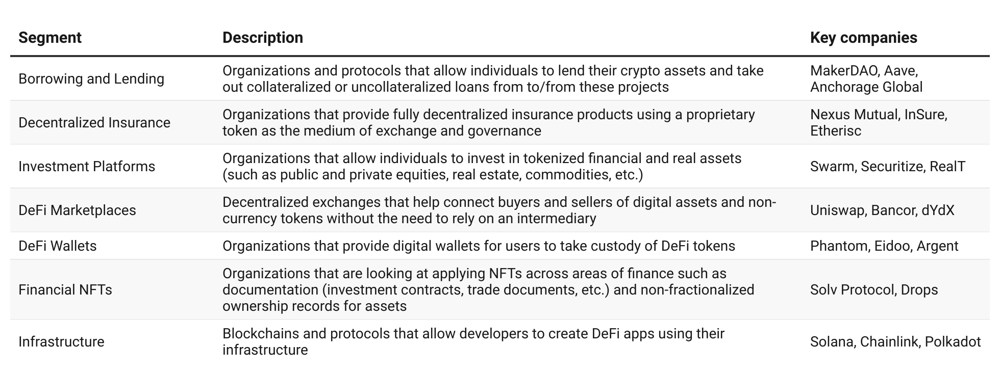 Segment Description Key companies
Borrowing and Lending
Organizations and protocols that allow individuals to lend their crypto assets and take
out collateralized or uncollateralized loans from to/from these projects
MakerDAO, Aave,
Anchorage Global
Decentralized Insurance
Organizations that provide fully decentralized insurance products using a proprietary
token as the medium of exchange and governance
Nexus Mutual, InSure,
Etherisc
Investment Platforms
Organizations that allow individuals to invest in tokenized financial and real assets
(such as public and private equities, real estate, commodities, etc.)
Swarm, Securitize, RealT
DeFi Marketplaces
Decentralized exchanges that help connect buyers and sellers of digital assets and non-
currency tokens without the need to rely on an intermediary
Uniswap, Bancor, dYdX
DeFi Wallets
Organizations that provide digital wallets for users to take custody of DeFi tokens
Phantom, Eidoo, Argent
Financial NFTs
Organizations that are looking at applying NFTs across areas of finance such as
documentation (investment contracts, trade documents, etc.) and non-fractionalized
ownership records for assets
Solv Protocol, Drops
Infrastructure
Blockchains and protocols that allow developers to create DeFi apps using their
infrastructure
Solana, Chainlink, Polkadot